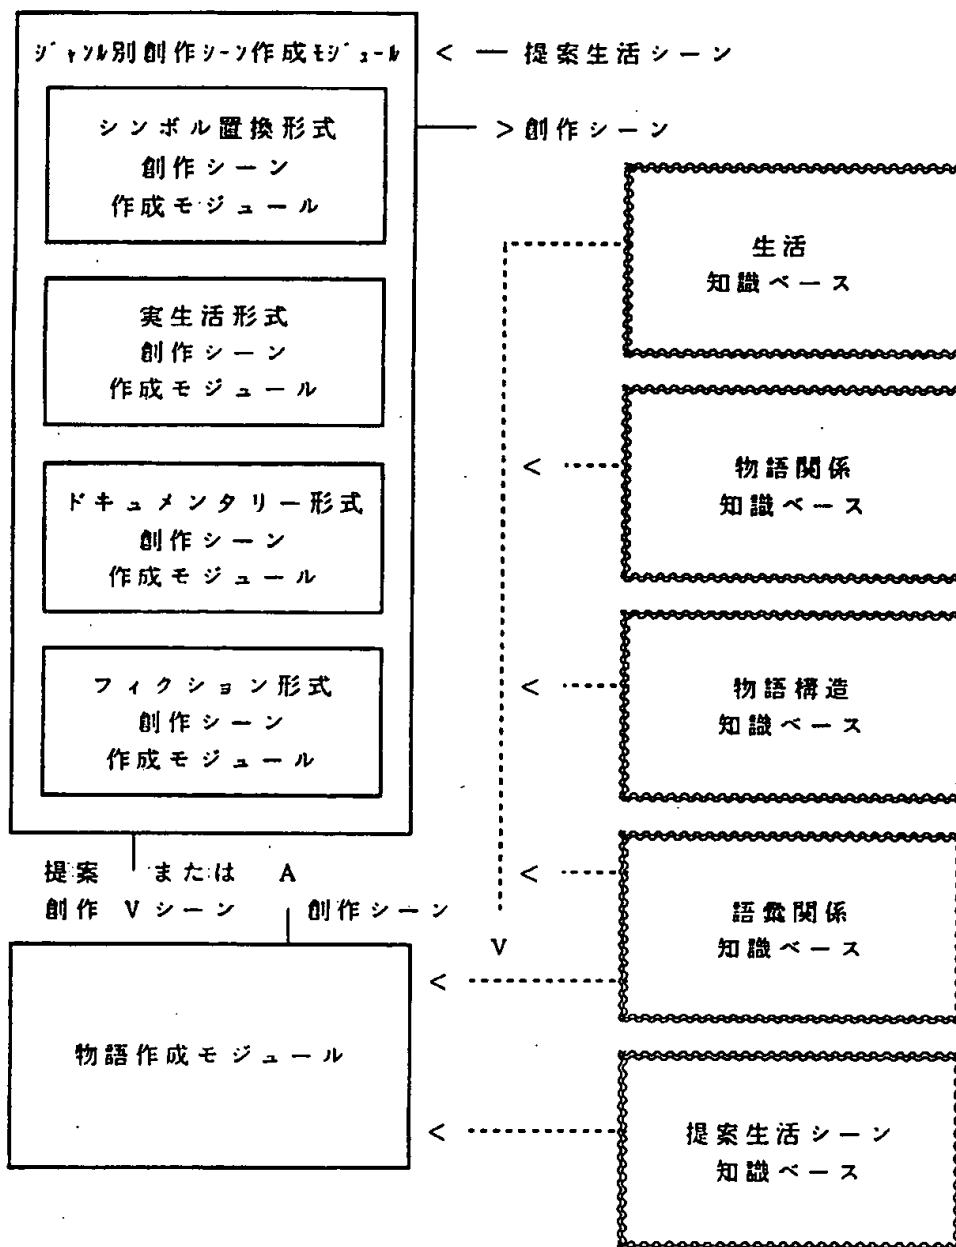 ｼﾞｬﾝﾙ別創作ｼｰﾝ作成ﾓｼﾞｭｰﾙ
< ― 提案生活シーン
> 創作シーン
シンボル置換形式
創作シーン
作成モジュール
実生活形式
創作シーン
作成モジュール
ドキュメンタリー形式
創作シーン
作成モジュール
フィクション形式
創作シーン
作成モジュール
提案 または A
創作 Vシーン 創作シーン
物語作成モジュール
生活
知識ベース
<
物語関係
知識ベース
<
物語構造
知識ベース
<
語彙関係
知識ベース
V
<
提案生活シーン
知識ベース
<